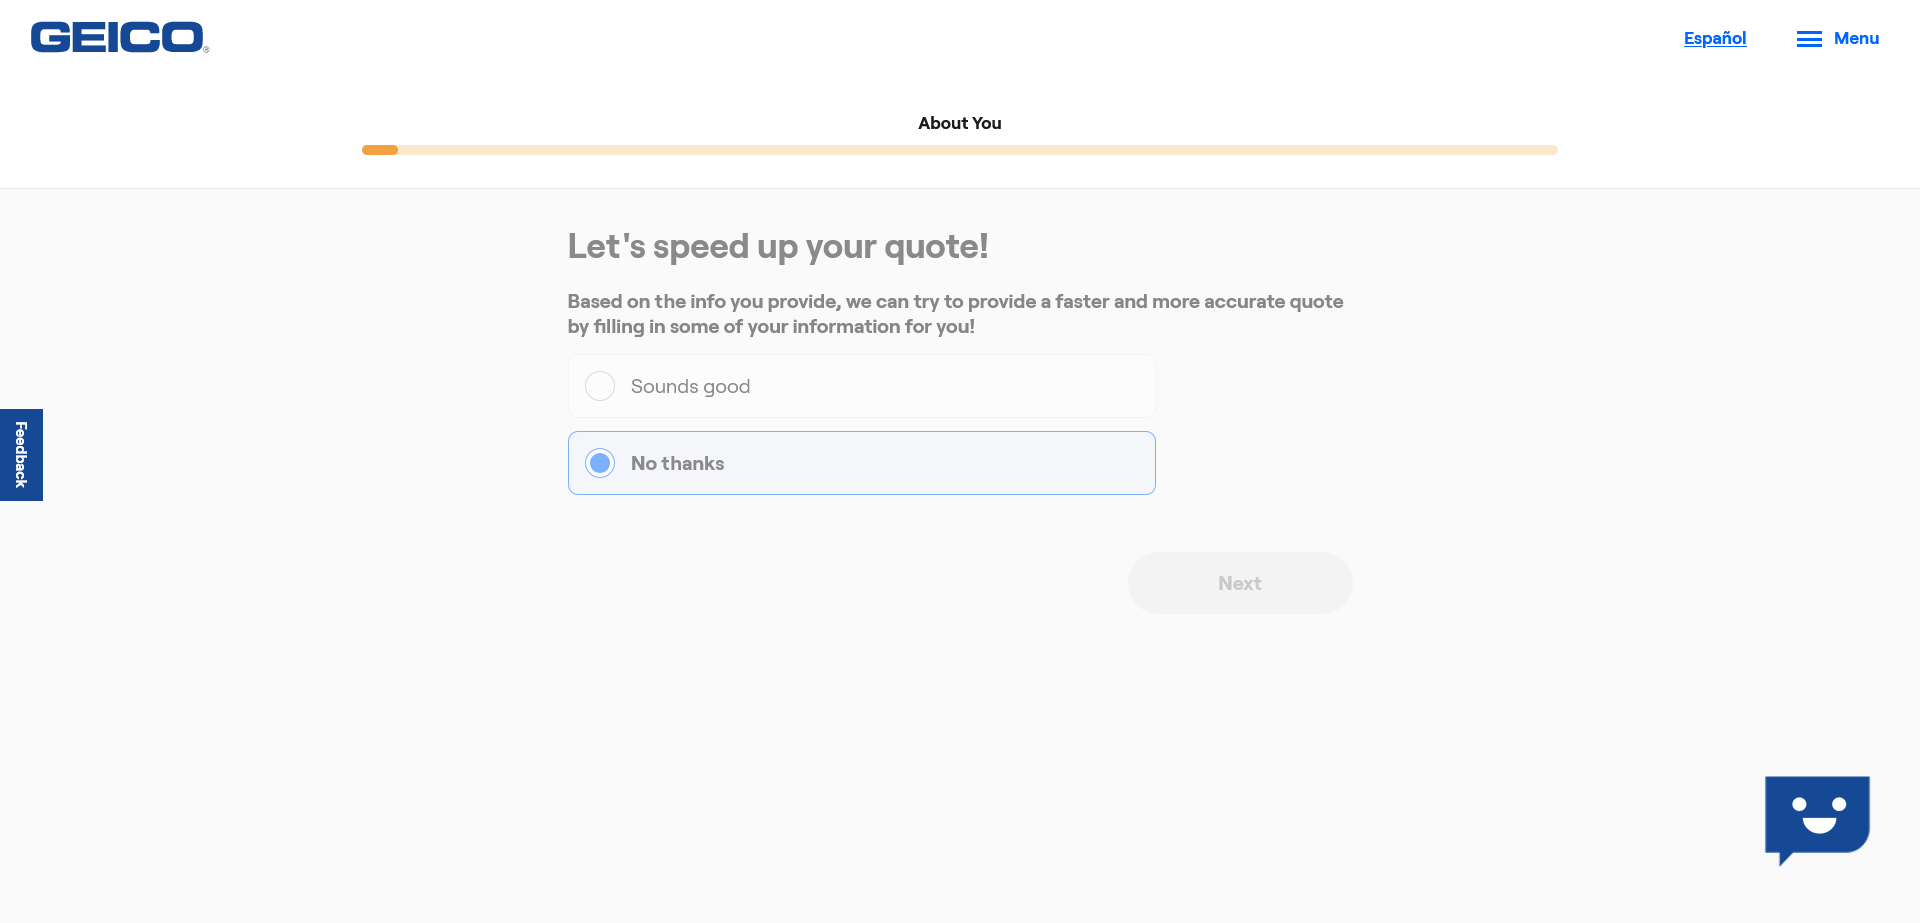 GEICO®
Español
Menu
About You
Let's speed up your quote!
Based on the info you provide, we can try to provide a faster and more accurate quote
by filling in some of your information for you!
Sounds good
No thanks
Feedback
Next